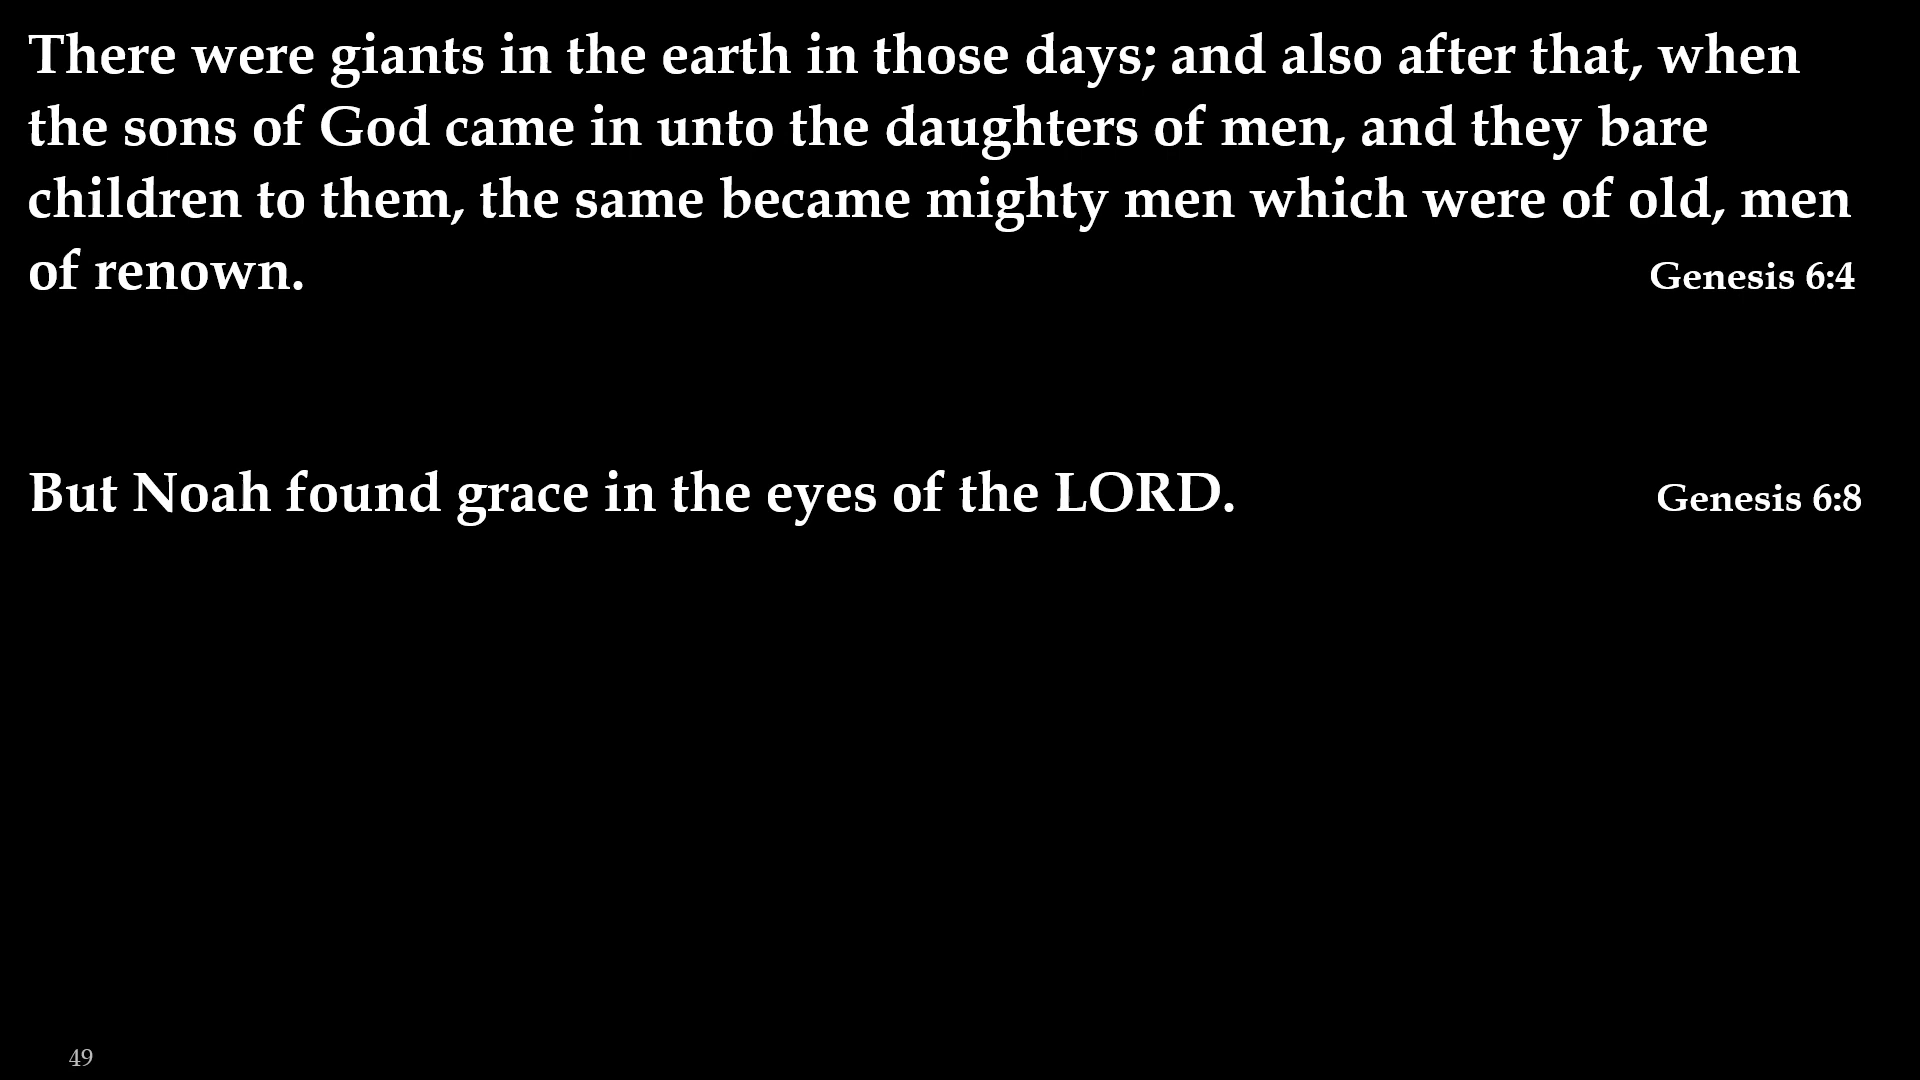 There were giants in the earth in those days; and also after that, when
the sons of God came in unto the daughters of men, and they bare
children to them, the same became mighty men which were of old, men
of renown. Genesis 6:4
But Noah found grace in the eyes of the LORD. Genesis 6:8
49